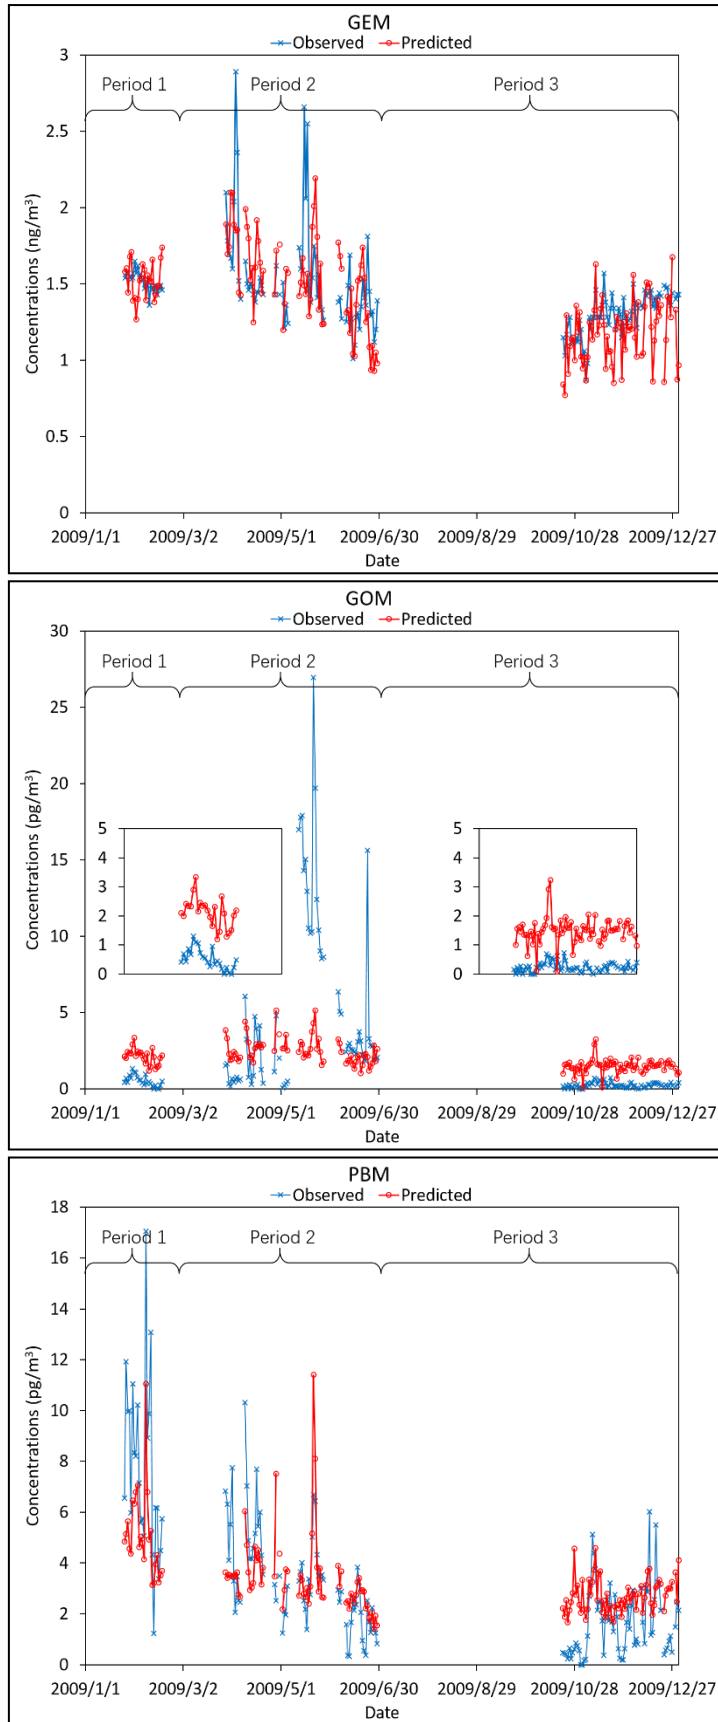 GEM
Observed Predicted
Period 1 Period 2 Period 3
Concentrations (ng/m³)
3
2.5
2
1.5
1
0.5
0
2009/1/1 2009/3/2 2009/5/1 2009/6/30 2009/8/29 2009/10/28 2009/12/27
Date
GOM
Observed Predicted
Period 1 Period 2 Period 3
Concentrations (pg/m³)
30
25
20
15
10
5
0
5
4
3
2
1
0
5
4
3
2
1
0
2009/1/1 2009/3/2 2009/5/1 2009/6/30 2009/8/29 2009/10/28 2009/12/27
Date
PBM
Observed Predicted
Period 1 Period 2 Period 3
Concentrations (pg/m³)
18
16
14
12
10
8
6
4
2
0
2009/1/1 2009/3/2 2009/5/1 2009/6/30 2009/8/29 2009/10/28 2009/12/27
Date